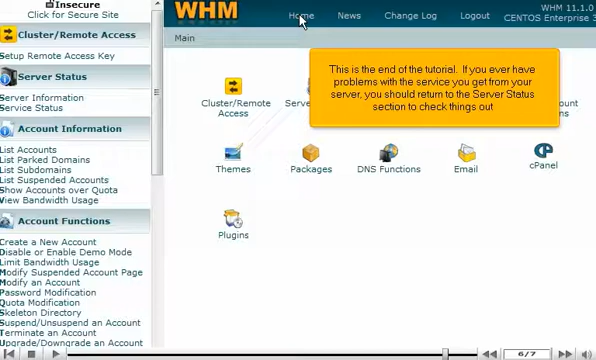 Insecure
Click for Secure Site
Cluster/Remote Access
Setup Remote Access Key
Server Status
Server Information
Service Status
Account Information
List Accounts
List Parked Domains
List Subdomains
List Suspended Accounts
Show Accounts over Quota
View Bandwidth Usage
Account Functions
Create a New Account
Disable or Enable Demo Mode
Limit Bandwidth Usage
Modify Suspended Account Page
Modify an Account
Password Modification
Quota Modification
Skeleton Directory
Suspend/Unsuspend an Account
Terminate an Account
Upgrade/Downgrade an Account
WHM
Home News Change Log Logout
WHM 11.1.0
CENTOS Enterprise 3
Main
This is the end of the tutorial. If you ever have
problems with the service you get from your
server, you should return to the Server Status
section to check things out
Cluster/Remote
Access
Themes Packages DNS Functions Email cPanel
Plugins
6/7